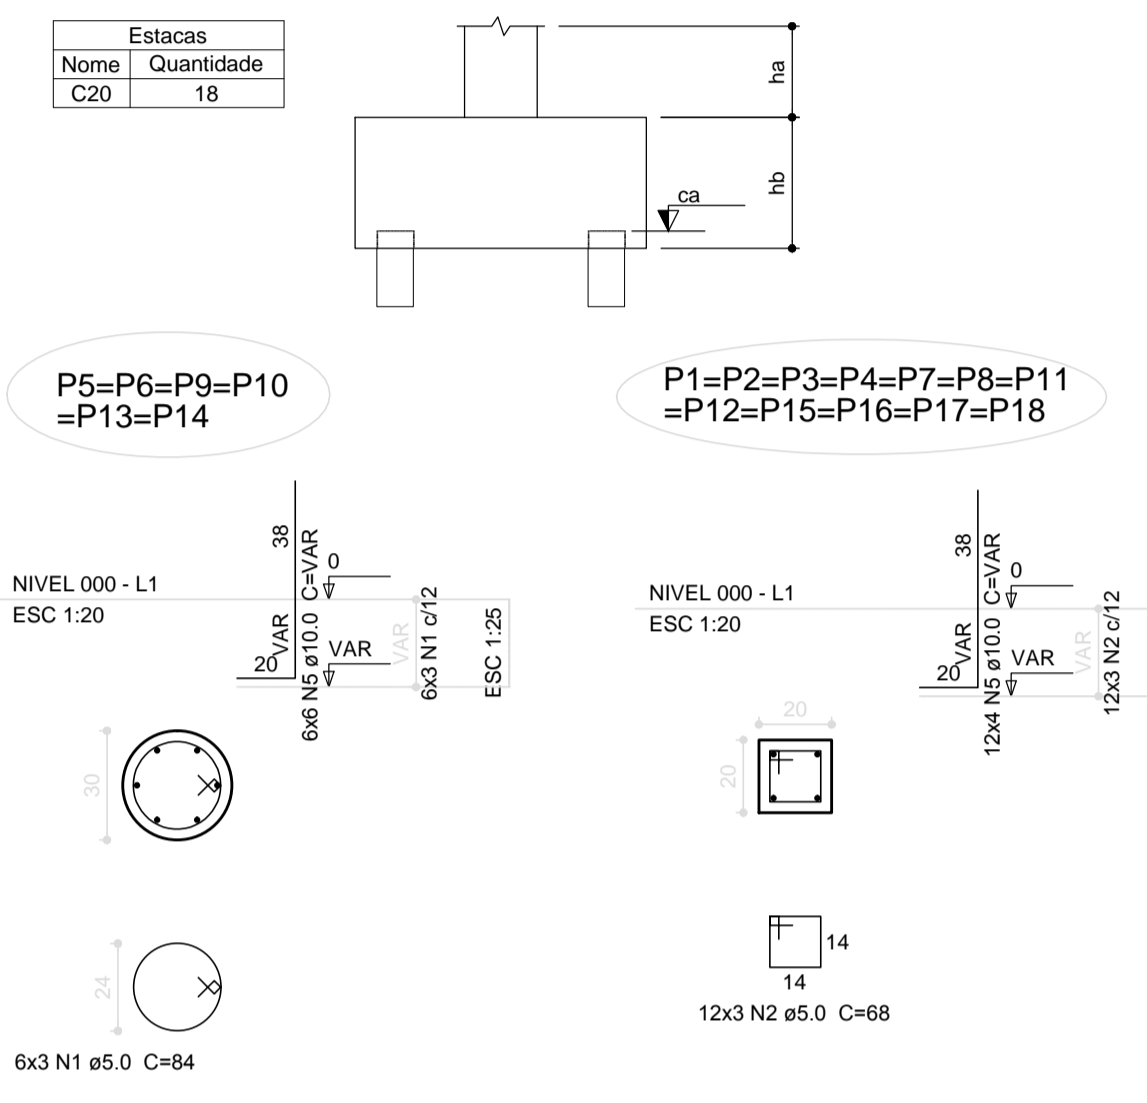 Estacas
Nome Quantidade
C20 18
ha
hb
ca
P5=P6=P9=P10
=P13=P14
P1=P2=P3=P4=P7=P8=P11
=P12=P15=P16=P17=P18
NIVEL 000 - L1
ESC 1:20
38
VAR
20
6x6 N5 ø10.0 C=VAR
0
VAR
VAR
6x3 N1 c/12
ESC 1:25
30
24
6x3 N1 ø5.0 C=84
NIVEL 000 - L1
ESC 1:20
38
VAR
20
12x4 N5 ø10.0 C=VAR
0
VAR
VAR
12x3 N2 c/12
20
20
14
14
12x3 N2 ø5.0 C=68